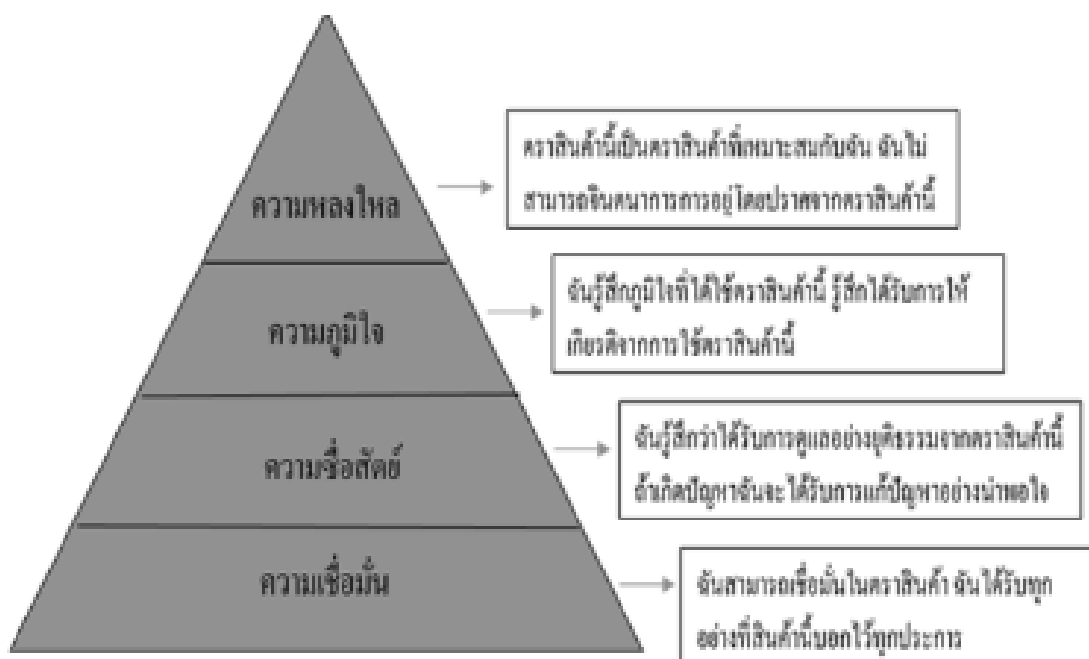 ตราสินค้านี้เป็นตราสินค้าที่เหมาะสมกับฉัน ฉันไม่
สามารถจินตนาการการอยู่โดยปราศจากตราสินค้านี้
ความหลงใหล
ฉันรู้สึกภูมิใจที่ได้ใช้ตราสินค้านี้ รู้สึกได้รับการให้
เกียรติจากการใช้ตราสินค้านี้
ความภูมิใจ
ฉันรู้สึกว่าได้รับการดูแลอย่างยุติธรรมจากตราสินค้านี้
ถ้าเกิดปัญหาฉันจะได้รับการแก้ปัญหาอย่างน่าพอใจ
ความซื่อสัตย์
ฉันสามารถเชื่อมั่นในตราสินค้า ฉันได้รับทุก
อย่างที่สินค้านี้บอกไว้ทุกประการ
ความเชื่อมั่น